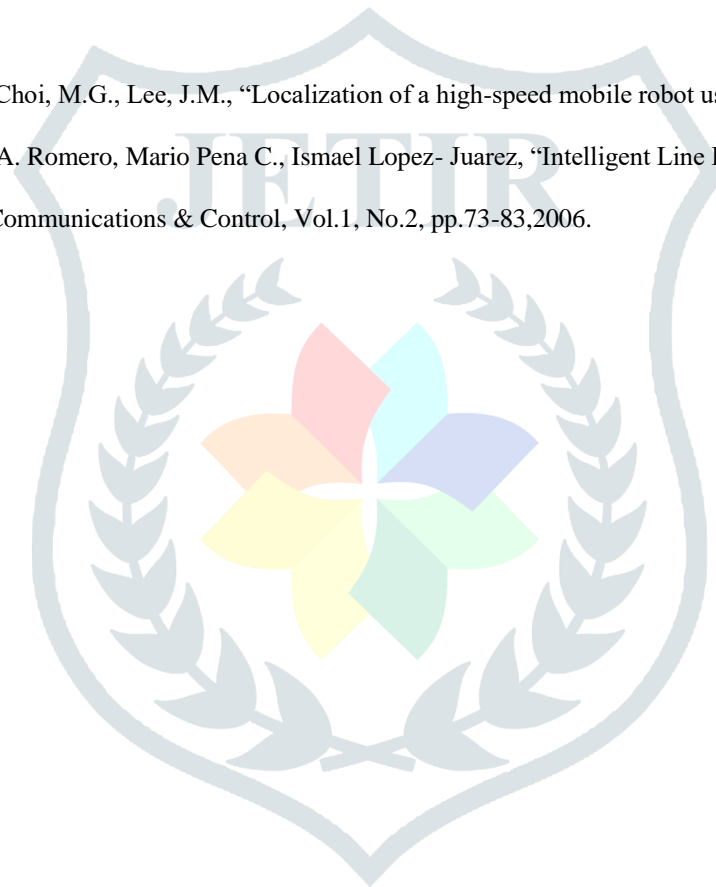 Choi, M.G., Lee, J.M., “Localization of a high-speed mobile robot
JETIR
A. Romero, Mario Pena C., Ismael Lopez- Juarez, “Intelligent Line
Communications & Control, Vol.1, No.2, pp.73-83,2006.